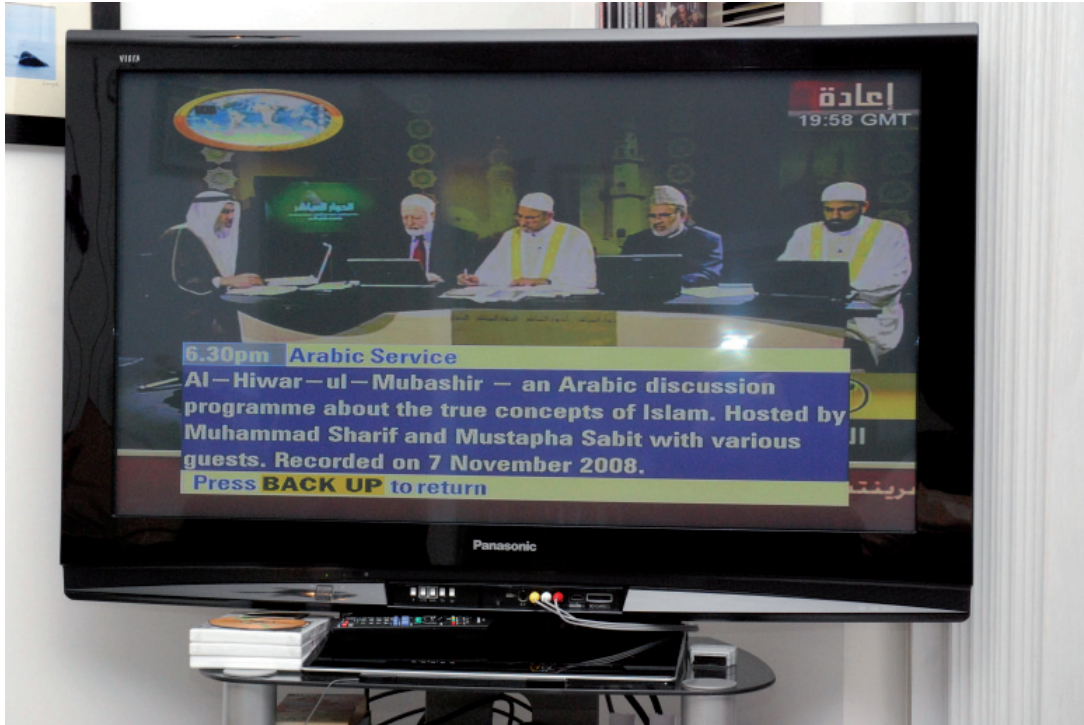 VIERA
إعادة
19:58 GMT
الحوار المباشر
6.30pm Arabic Service
Al–Hiwar–ul–Mubashir – an Arabic discussion
programme about the true concepts of Islam. Hosted by
Muhammad Sharif and Mustapha Sabit with various
guests. Recorded on 7 November 2008.
Press BACK UP to return
Panasonic